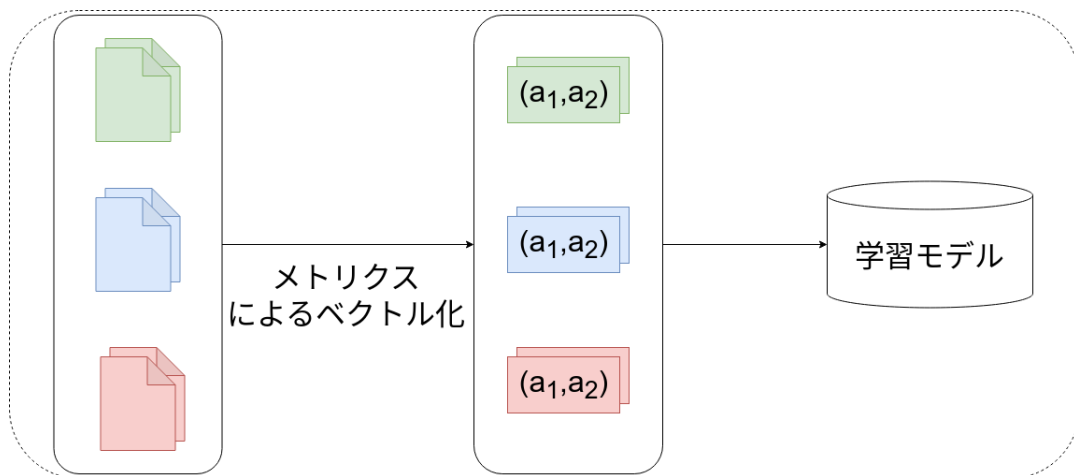 (a1,a2)
(a1,a2)
メトリクス
によるベクトル化
学習モデル
(a1,a2)